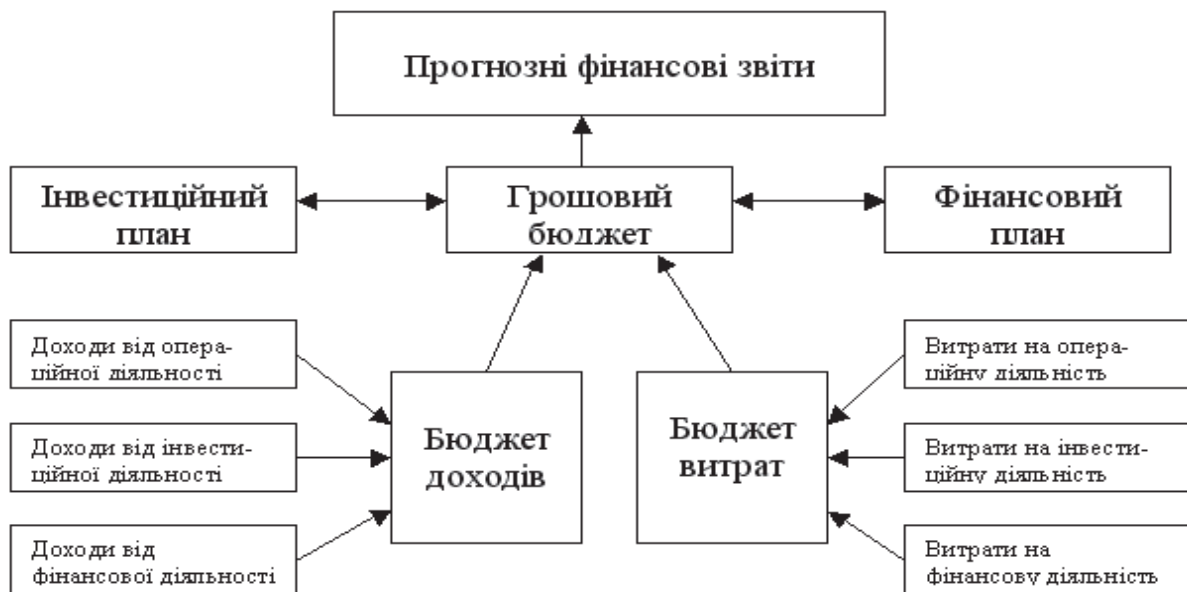 Прогнозні фінансові звіти
Інвестиційний
план
Грошовий
бюджет
Фінансовий
план
Доходи від опера-
ційної діяльності
Доходи від інвести-
ційної діяльності
Доходи від
фінансової діяльності
Бюджет
доходів
Бюджет
витрат
Витрати на опера-
ційну діяльність
Витрати на інвести-
ційну діяльність
Витрати на
фінансову діяльність